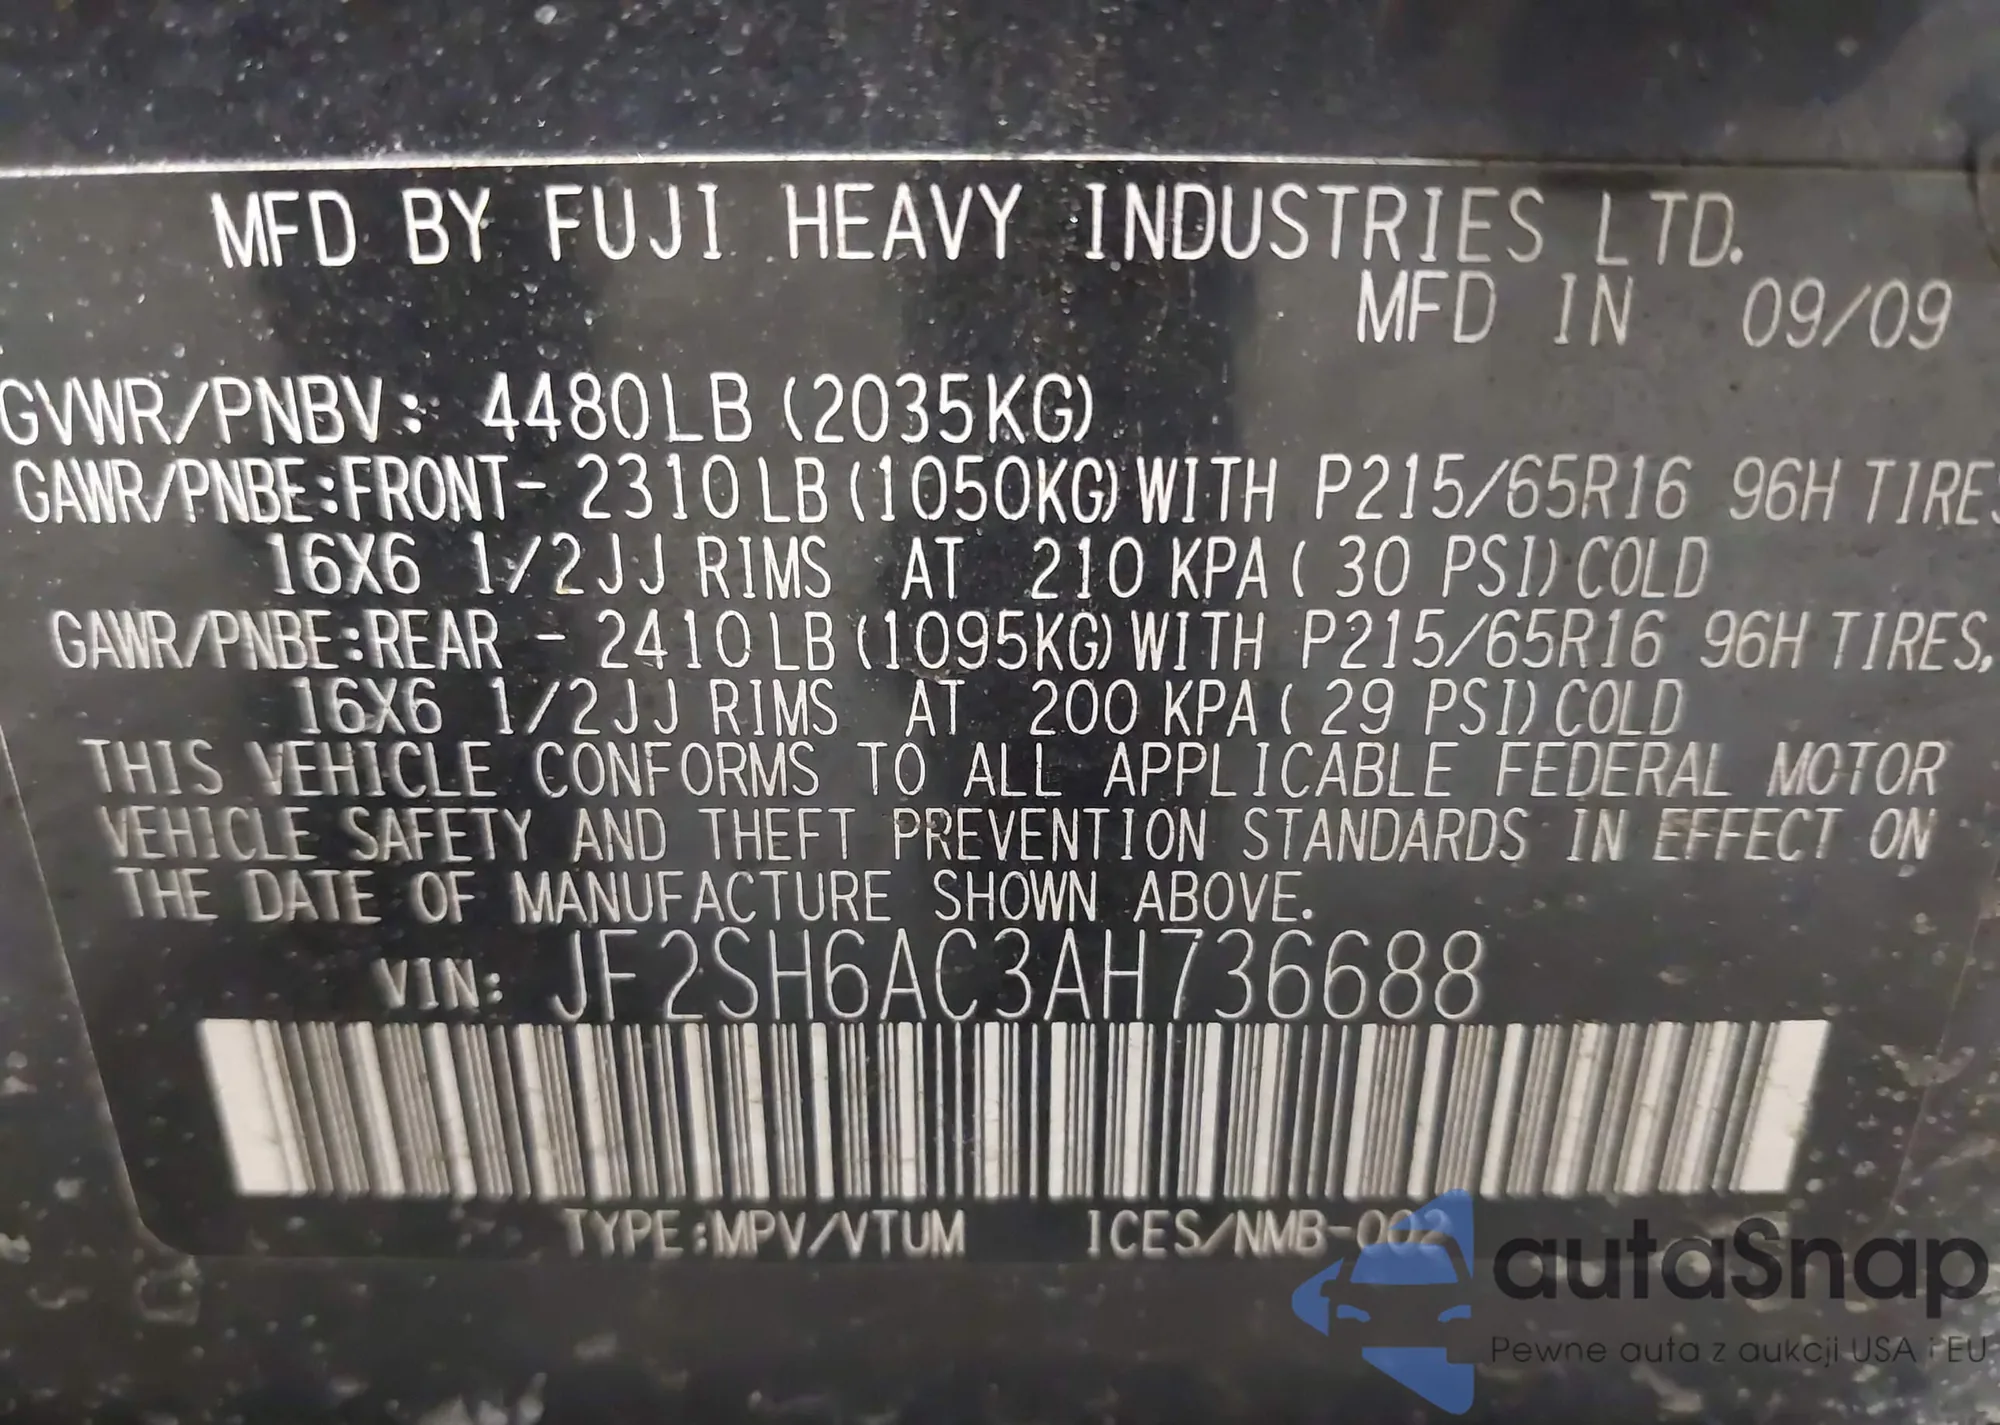 MFD BY FUJI HEAVY INDUSTRIES LTD.
MFD IN 09/09
GVWR/PNBV: 4480LB (2035KG)
GAWR/PNBE:FRONT- 2310LB(1050KG)WITH P215/65R16 96H TIRES
16X6 1/2JJ RIMS AT 210 KPA( 30 PSI)COLD
GAWR/PNBE:REAR - 2410LB(1095KG)WITH P215/65R16 96H TIRES,
16X6 1/2JJ RIMS AT 200 KPA( 29 PSI)COLD
THIS VEHICLE CONFORMS TO ALL APPLICABLE FEDERAL MOTOR
VEHICLE SAFETY AND THEFT PREVENTION STANDARDS IN EFFECT ON
THE DATE OF MANUFACTURE SHOWN ABOVE.
VIN: JF2SH6AC3AH736688
TYPE:MPV/VTUM ICES/NMB-002
autaSnap
Pewne auta z aukcji USA i EU